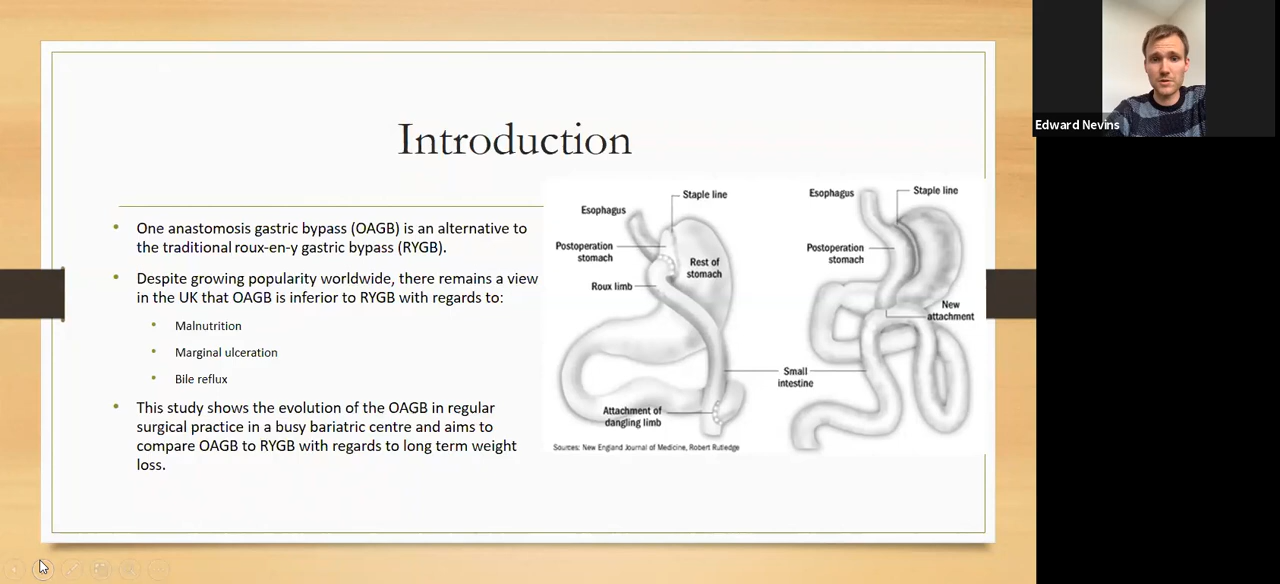 Introduction
• One anastomosis gastric bypass (OAGB) is an alternative to
the traditional roux-en-y gastric bypass (RYGB).
• Despite growing popularity worldwide, there remains a view
in the UK that OAGB is inferior to RYGB with regards to:
• Malnutrition
• Marginal ulceration
• Bile reflux
• This study shows the evolution of the OAGB in regular
surgical practice in a busy bariatric centre and aims to
compare OAGB to RYGB with regards to long term weight
loss.
Staple line
Esophagus
Postoperation
stomach
Rest of
stomach
Roux limb
Attachment of
dangling limb
Sources: New England Journal of Medicine, Robert Rutledge
Small
intestine
Esophagus
Staple line
Postoperation
stomach
New
attachment
Edward Nevins